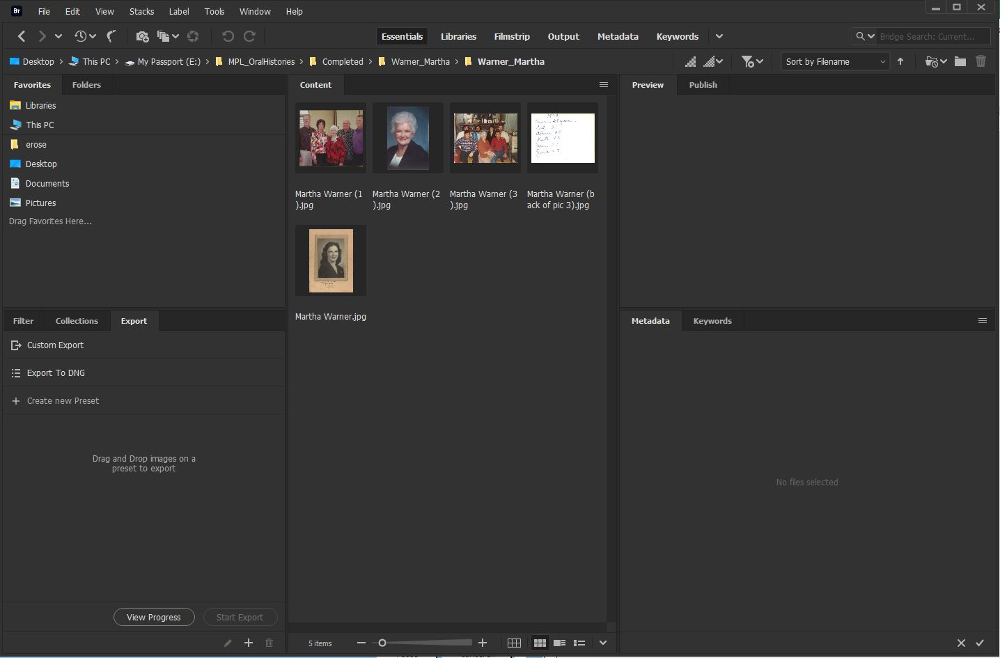 Br File Edit View Stacks Label Tools Window Help
Essentials Libraries Filmstrip Output Metadata Keywords Bridge Search: Current...
Desktop This PC My Passport (E:) MPL_OralHistories Completed Warner_Martha Warner_Martha Sort by Filename
Favorites Folders
Libraries
This PC
erose
Desktop
Documents
Pictures
Drag Favorites Here...
Filter Collections Export
Custom Export
Export To DNG
Create new Preset
Drag and Drop images on a
preset to export
View Progress Start Export
Content
1979
Martha Warner (1
).jpg
Martha Warner (2
).jpg
Martha Warner (3
).jpg
Martha Warner (b
ack of pic 3).jpg
Martha Warner.jpg
5 items
Preview Publish
Metadata Keywords
No files selected